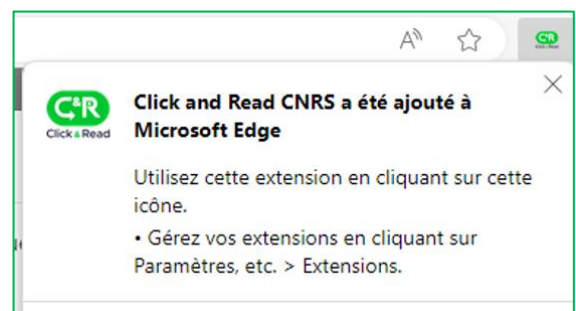 A
C&R
C&R
Click & Read
Click and Read CNRS a été ajouté à
Microsoft Edge
Utilisez cette extension en cliquant sur cette
icône.
• Gérez vos extensions en cliquant sur
Paramètres, etc. > Extensions.